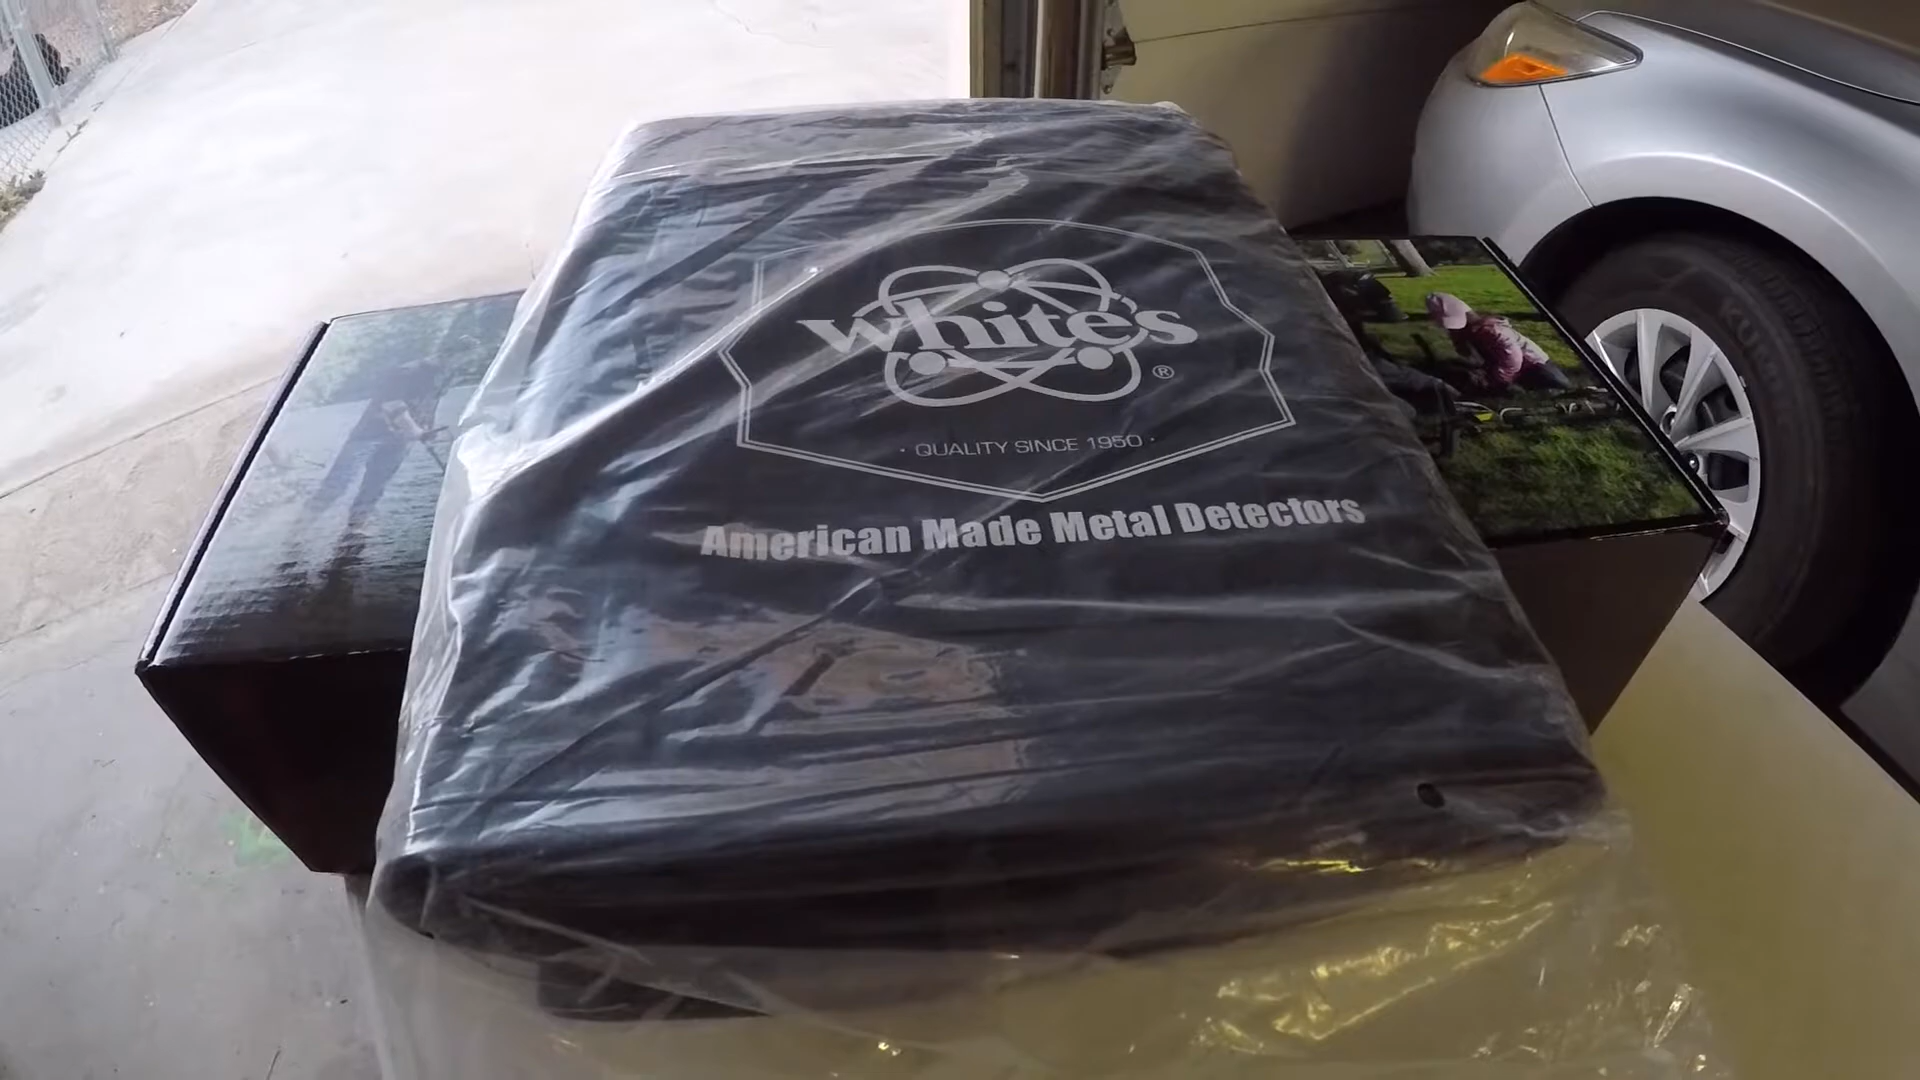 white's
®
· QUALITY SINCE 1950 ·
American Made Metal Detectors